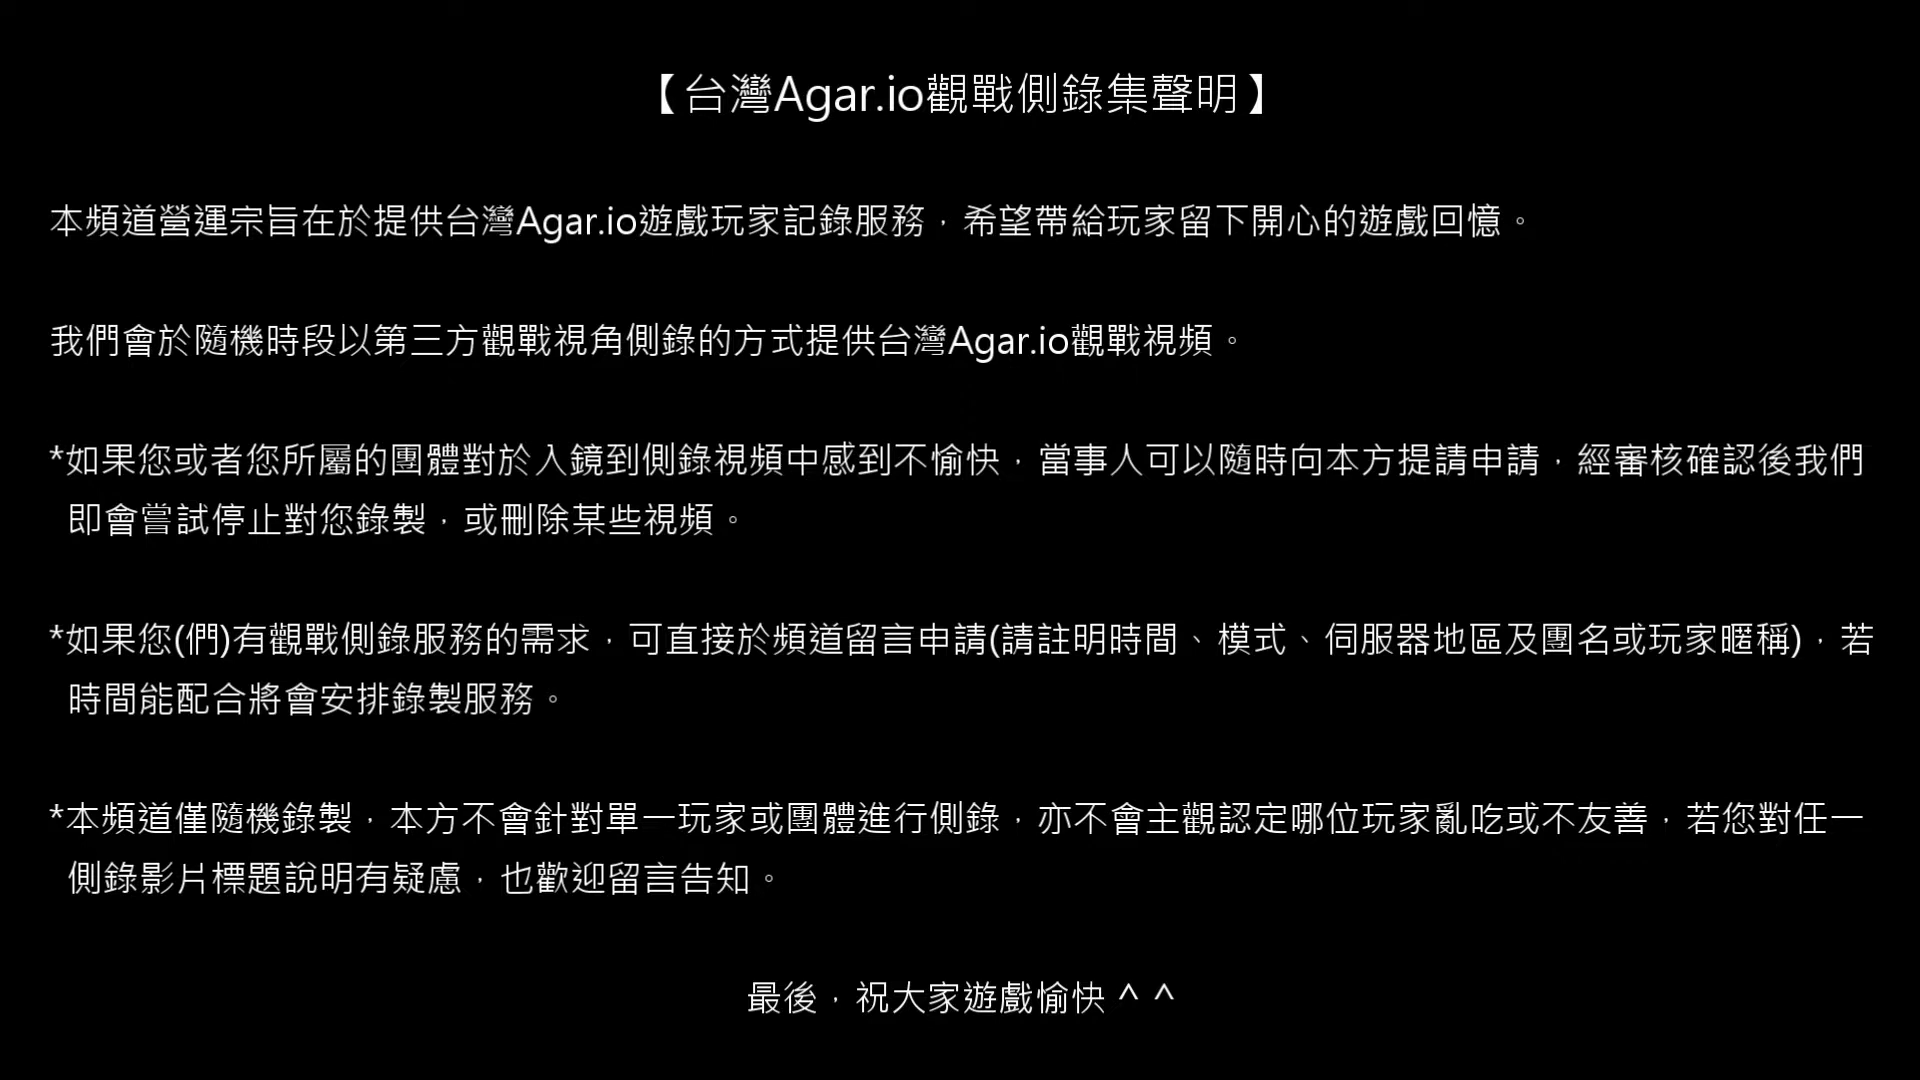 【台灣Agar.io觀戰側錄集聲明】
本頻道營運宗旨在於提供台灣Agar.io遊戲玩家記錄服務，希望帶給玩家留下開心的遊戲回憶。
我們會於隨機時段以第三方觀戰視角側錄的方式提供台灣Agar.io觀戰視頻。
*如果您或者您所屬的團體對於入鏡到側錄視頻中感到不愉快，當事人可以隨時向本方提請申請，經審核確認後我們
即會嘗試停止對您錄製，或刪除某些視頻。
*如果您(們)有觀戰側錄服務的需求，可直接於頻道留言申請(請註明時間、模式、伺服器地區及團名或玩家暱稱)，若
時間能配合將會安排錄製服務。
*本頻道僅隨機錄製，本方不會針對單一玩家或團體進行側錄，亦不會主觀認定哪位玩家亂吃或不友善，若您對任一
側錄影片標題說明有疑慮，也歡迎留言告知。
最後，祝大家遊戲愉快 ^ ^